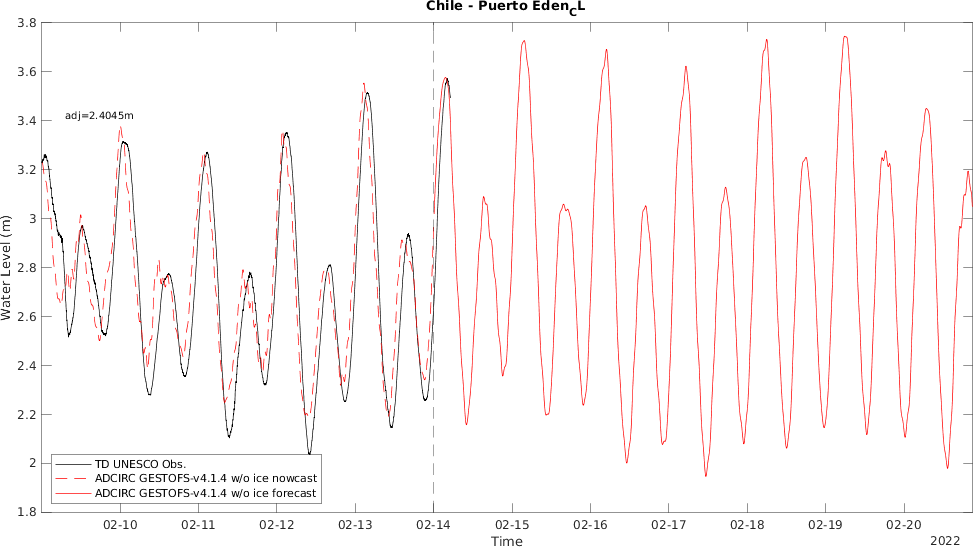 Chile - Puerto Eden_CL
3.8
3.6
3.4
3.2
3
2.8
2.6
2.4
2.2
2
1.8
Water Level (m)
adj=2.4045m
TD UNESCO Obs.
ADCIRC GESTOFS-v4.1.4 w/o ice nowcast
ADCIRC GESTOFS-v4.1.4 w/o ice forecast
02-10 02-11 02-12 02-13 02-14 02-15 02-16 02-17 02-18 02-19 02-20
Time
2022